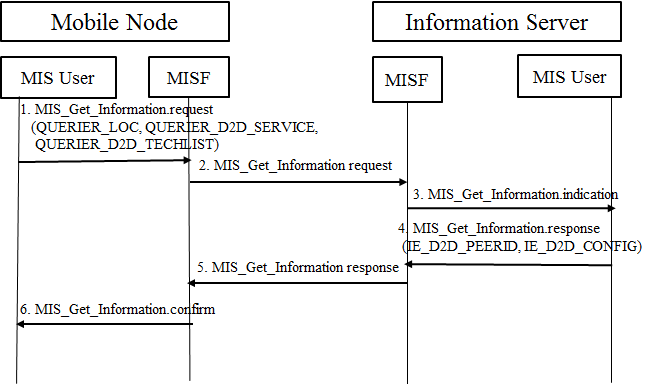 Mobile Node
Information Server
MIS User
MISF
MISF
MIS User
1. MIS_Get_Information.request
(QUERIER_LOC, QUERIER_D2D_SERVICE,
QUERIER_D2D_TECHLIST)
2. MIS_Get_Information request
3. MIS_Get_Information.indication
4. MIS_Get_Information.response
(IE_D2D_PEERID, IE_D2D_CONFIG)
5. MIS_Get_Information response
6. MIS_Get_Information.confirm